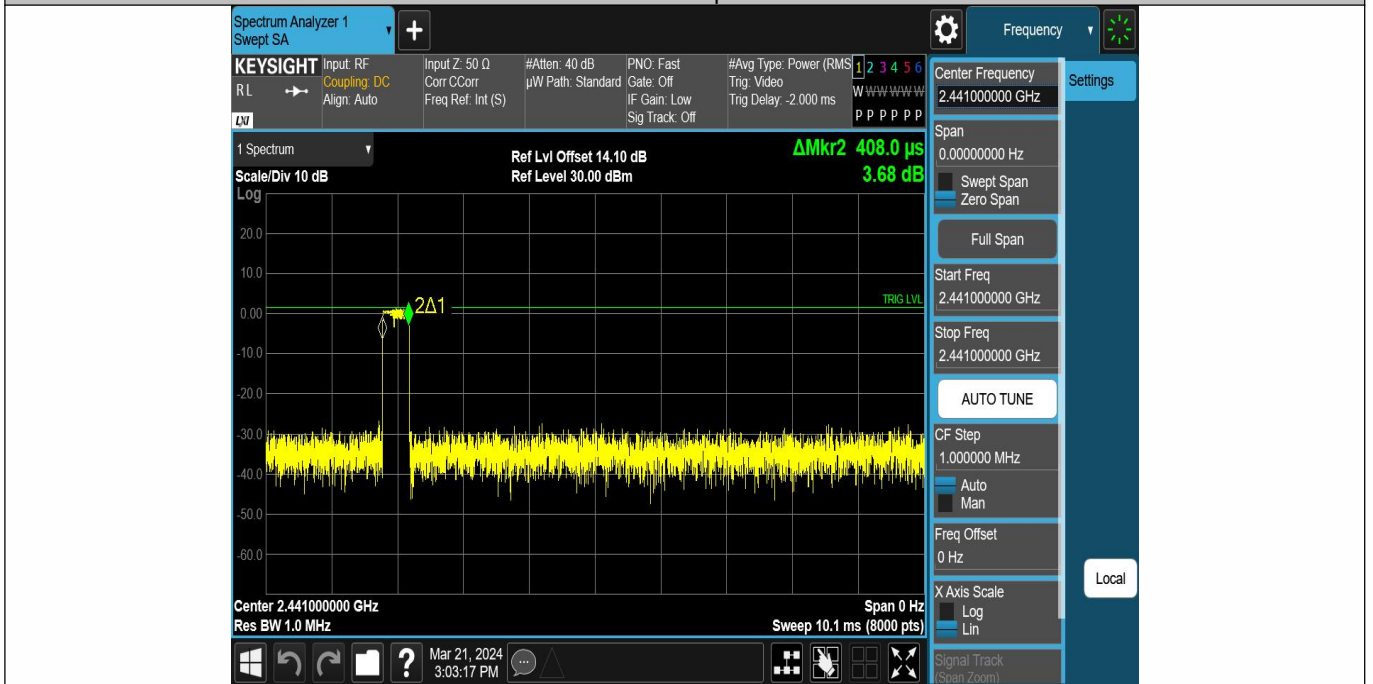 Spectrum Analyzer 1
Swept SA
+
Frequency
KEYSIGHT
RL
LXI
Input: RF
Coupling: DC
Align: Auto
Input Z: 50 Ω
Corr CCorr
Freq Ref: Int (S)
#Atten: 40 dB
µW Path: Standard
PNO: Fast
Gate: Off
IF Gain: Low
Sig Track: Off
#Avg Type: Power (RMS
Trig: Video
Trig Delay: -2.000 ms
1 2 3 4 5 6
W W W W W W
P P P P P P
Center Frequency
2.441000000 GHz
Settings
1 Spectrum
Scale/Div 10 dB
Ref Lvl Offset 14.10 dB
Ref Level 30.00 dBm
ΔMkr2 408.0 µs
3.68 dB
Span
0.00000000 Hz
Swept Span
Zero Span
Full Span
Start Freq
2.441000000 GHz
Stop Freq
2.441000000 GHz
AUTO TUNE
CF Step
1.000000 MHz
Auto
Man
Freq Offset
0 Hz
X Axis Scale
Log
Lin
Signal Track
(Span Zoom)
Local
Log
20.0
10.0
0.00
-10.0
-20.0
-30.0
-40.0
-50.0
-60.0
2Δ1
1
TRIG LVL
Center 2.441000000 GHz
Res BW 1.0 MHz
Span 0 Hz
Sweep 10.1 ms (8000 pts)
?
Mar 21, 2024
3:03:17 PM